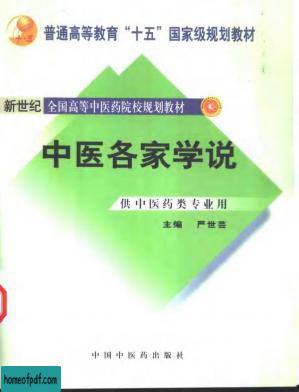 普通高等教育“十五”国家级规划教材
新世纪 全国高等中医药院校规划教材
中医各家学说
供中医药类专业用
主编 严世芸
中国中医药出版社
homeofpdf.com